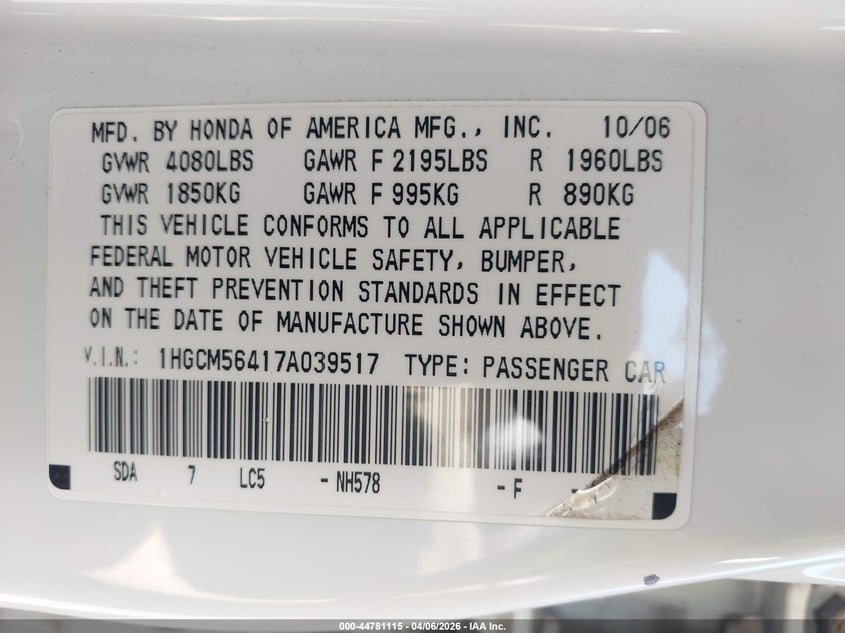 MFD. BY HONDA OF AMERICA MFG., INC. 10/06
GVWR 4080LBS GAWR F 2195LBS R 1960LBS
GVWR 1850KG GAWR F 995KG R 890KG
THIS VEHICLE CONFORMS TO ALL APPLICABLE
FEDERAL MOTOR VEHICLE SAFETY, BUMPER,
AND THEFT PREVENTION STANDARDS IN EFFECT
ON THE DATE OF MANUFACTURE SHOWN ABOVE.
V.I.N.: 1HGCM56417A039517 TYPE: PASSENGER CAR
SDA 7 LC5 - NH578 - F -
000-44781115 - 04/06/2026 - IAA Inc.